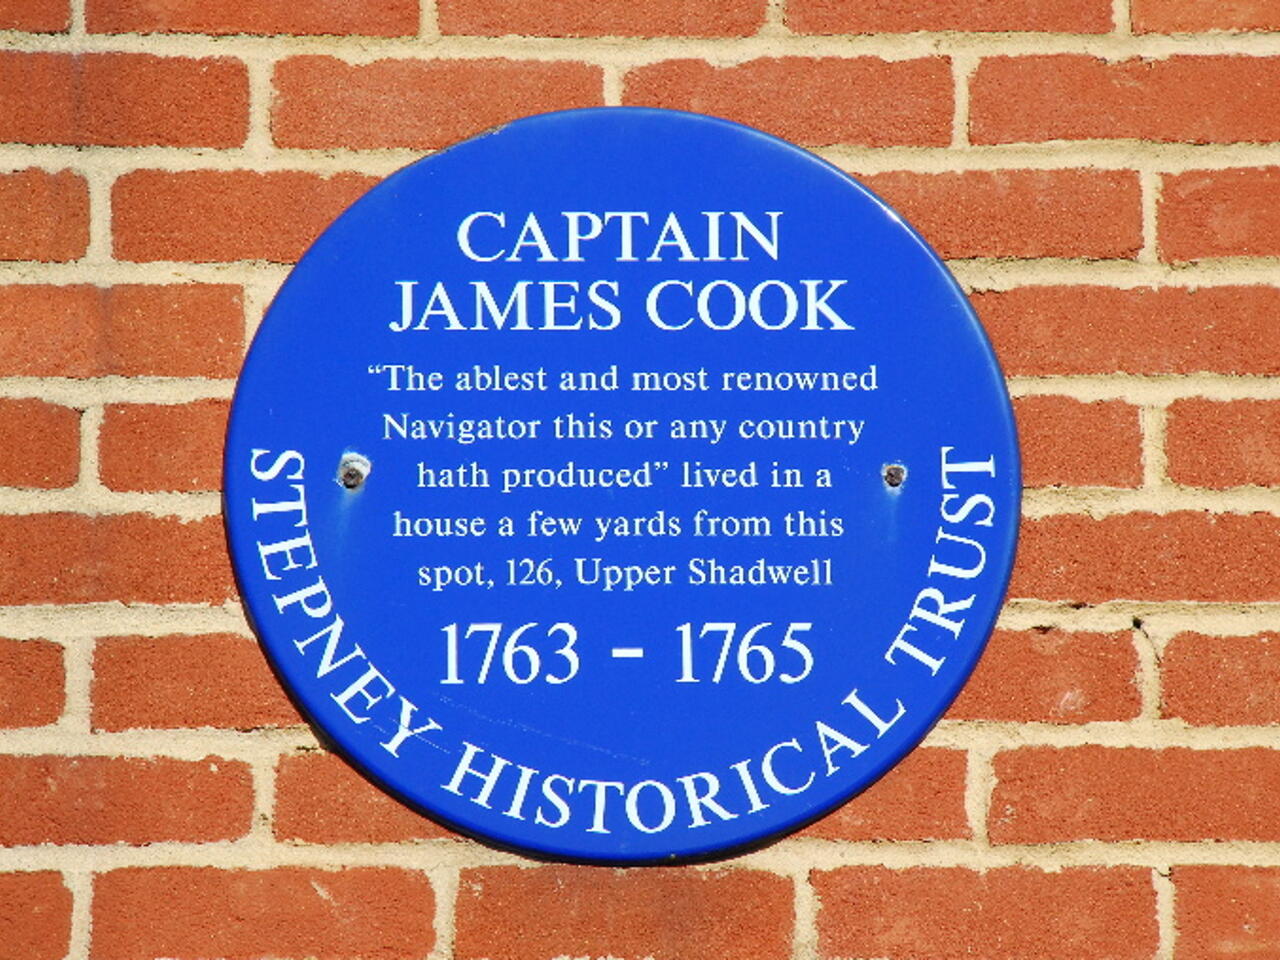 CAPTAIN
JAMES COOK
“The ablest and most renowned
Navigator this or any country
hath produced” lived in a
house a few yards from this
spot, 126, Upper Shadwell
1763 - 1765
STEPNEY HISTORICAL TRUST